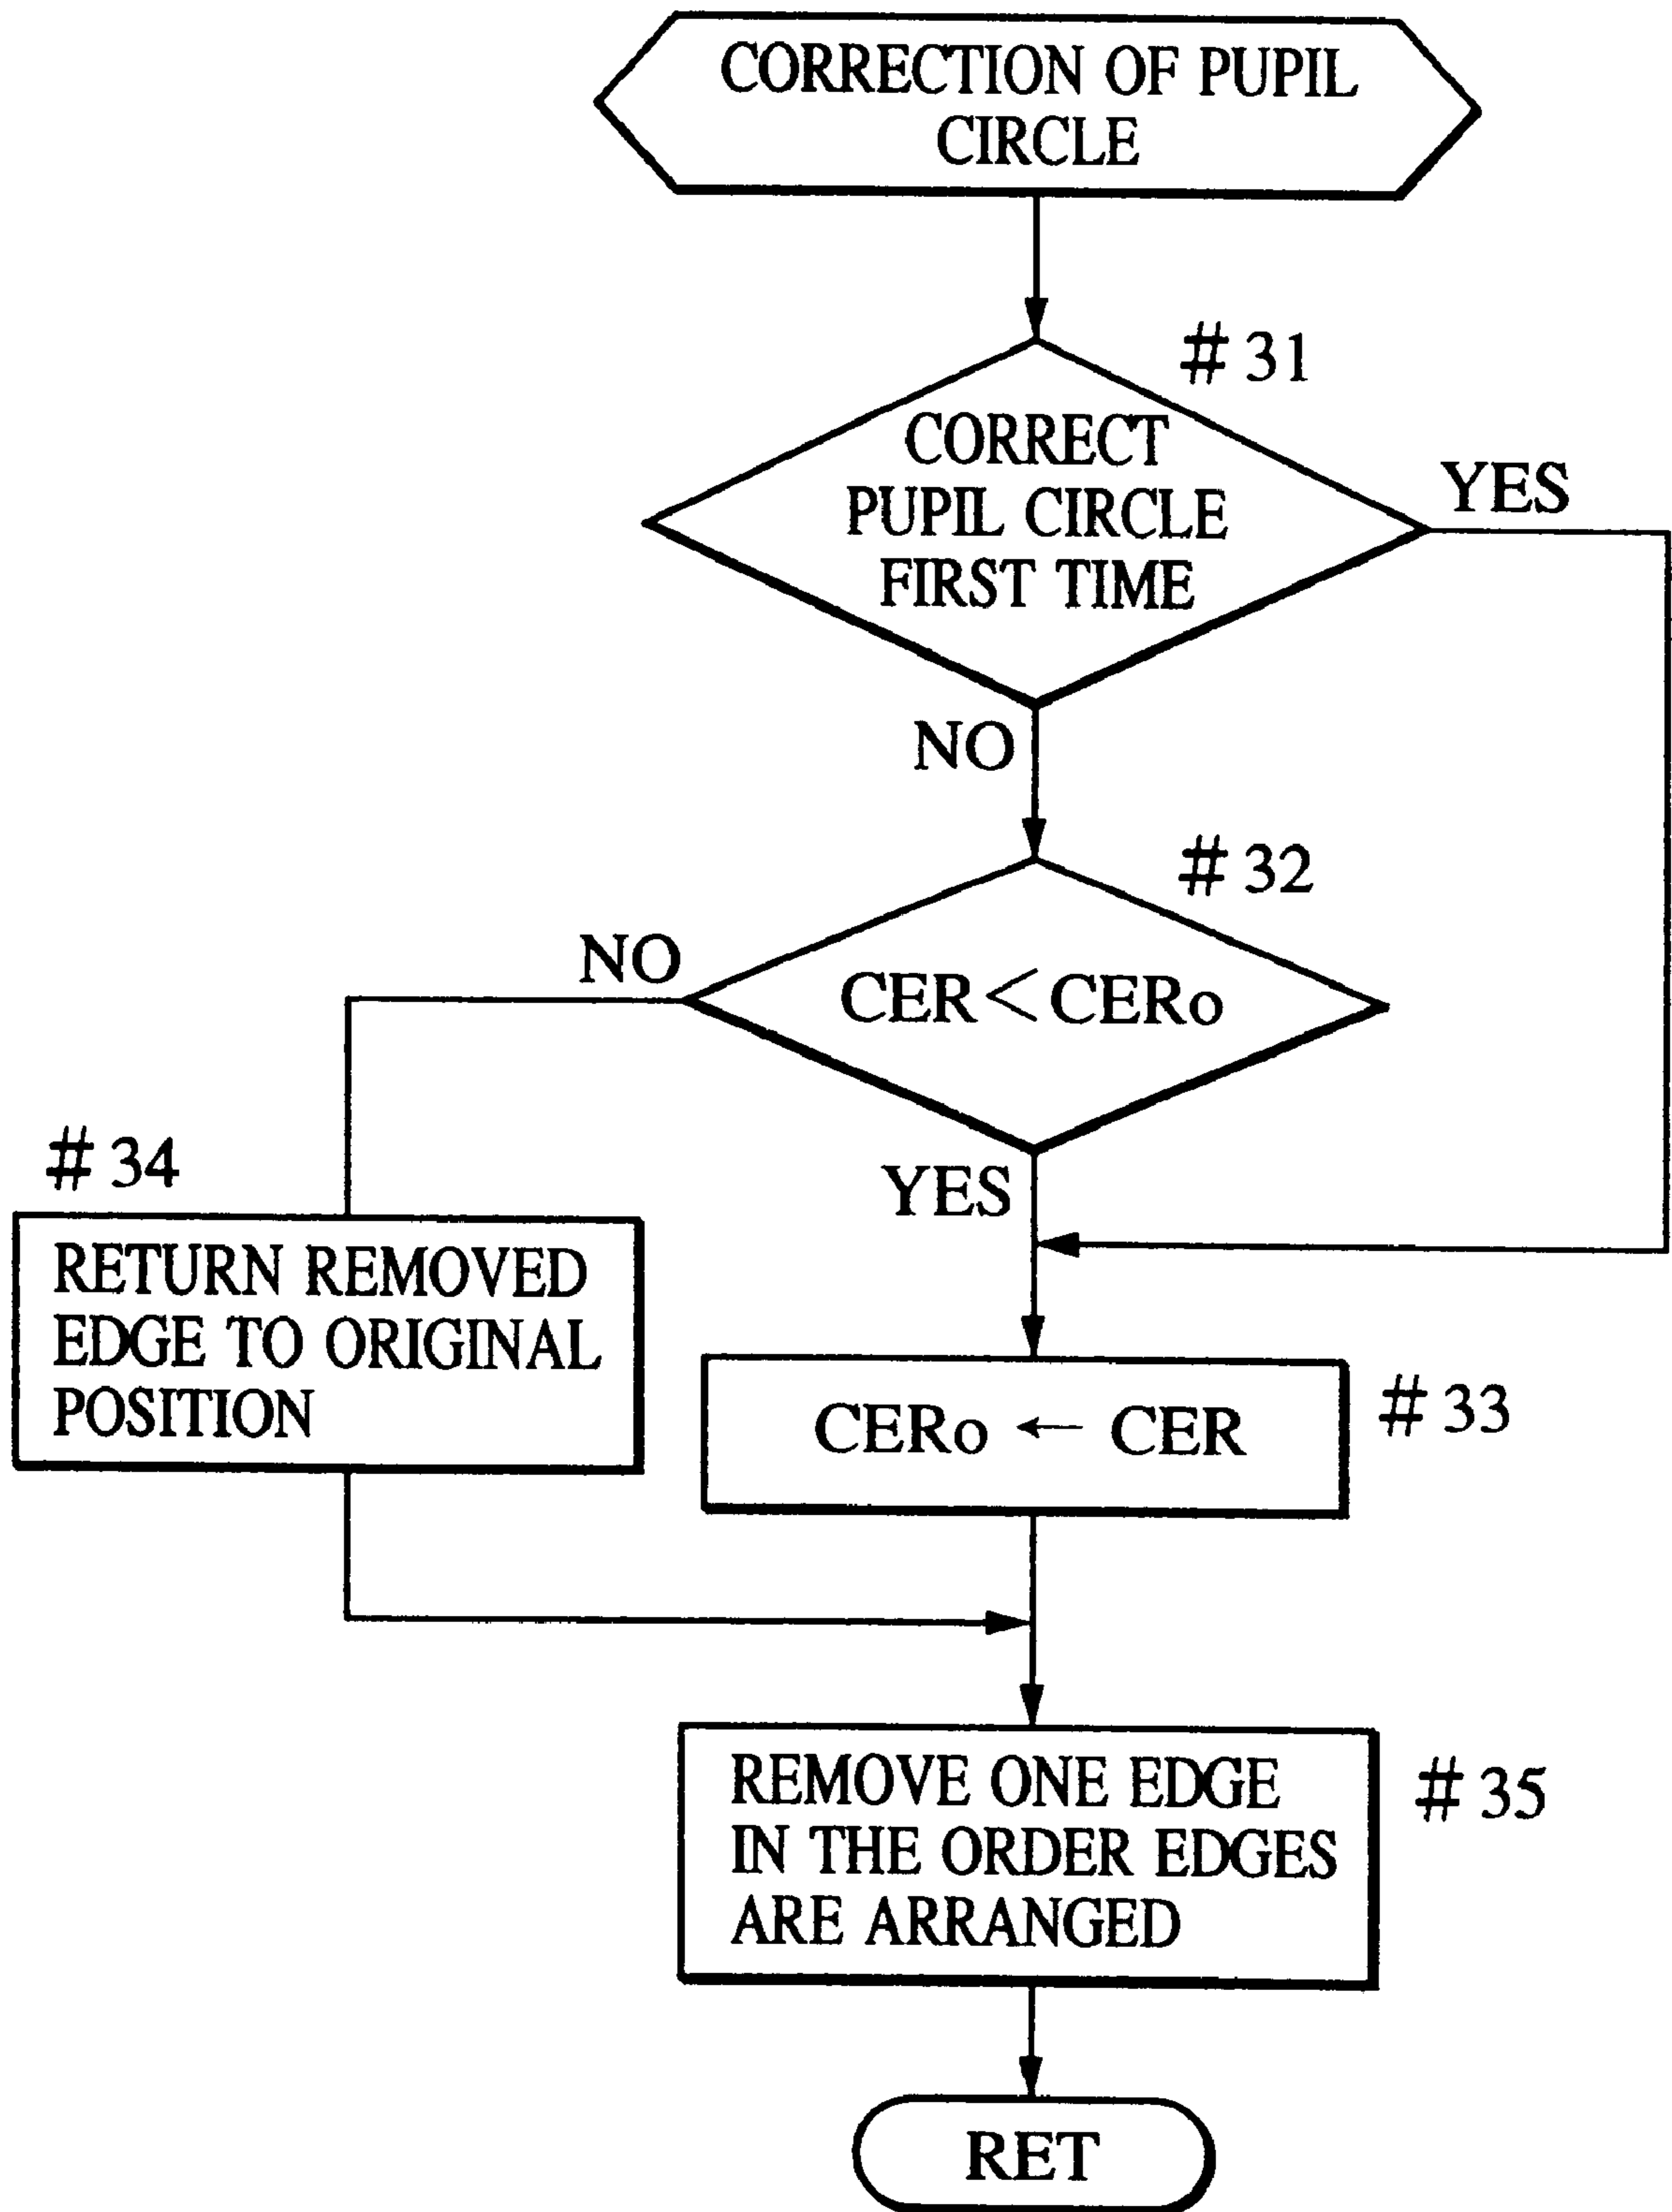 CORRECTION OF PUPIL
CIRCLE
# 31
CORRECT
PUPIL CIRCLE
FIRST TIME
YES
NO
# 32
NO
CER<CERo
YES
# 34
RETURN REMOVED
EDGE TO ORIGINAL
POSITION
CERo ← CER
# 33
REMOVE ONE EDGE
IN THE ORDER EDGES
ARE ARRANGED
# 35
RET